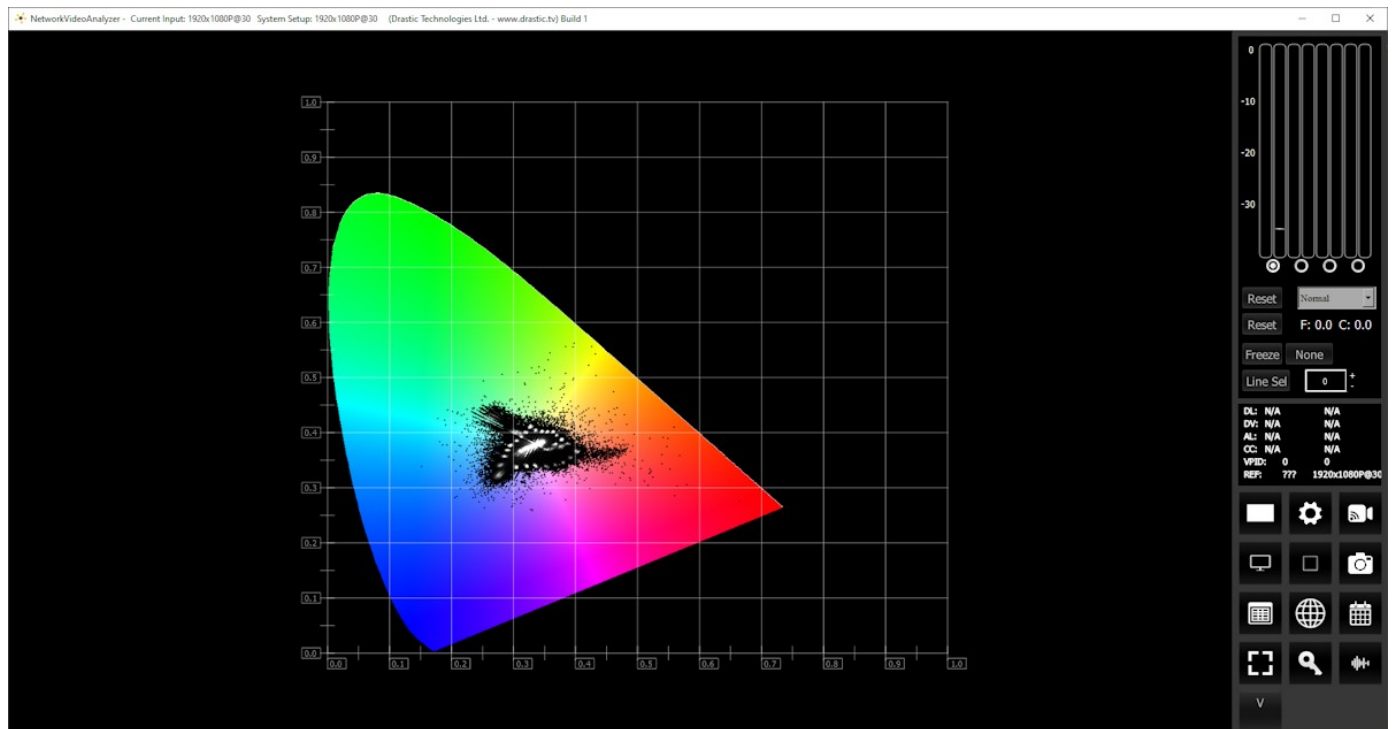 NetworkVideoAnalyzer - Current Input: 1920x1080P@30 System Setup: 1920x1080P@30 (Drastic Technologies Ltd. - www.drastic.tv) Build 1
1.0
0.9
0.8
0.7
0.6
0.5
0.4
0.3
0.2
0.1
0.0
0.0 0.1 0.2 0.3 0.4 0.5 0.6 0.7 0.8 0.9 1.0
0
-10
-20
-30
Reset Normal
Reset F: 0.0 C: 0.0
Freeze None
Line Sel 0 + -
DL: N/A N/A
DV: N/A N/A
AL: N/A N/A
CC: N/A N/A
VPID: 0 0
REF: ??? 1920x1080P@30
V